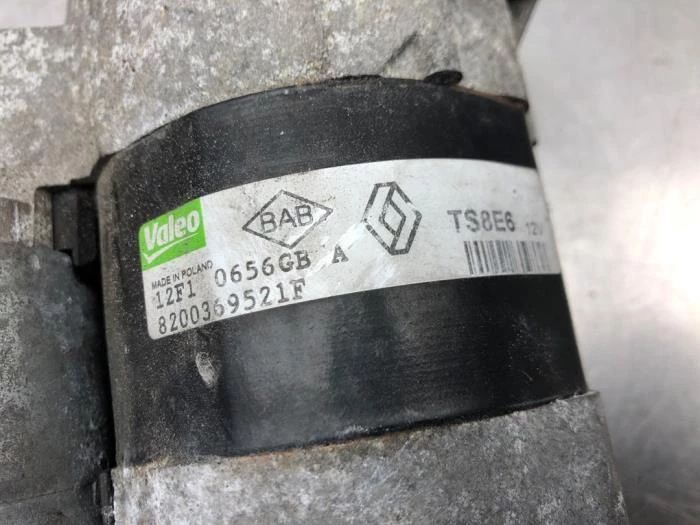 Valeo
BAB
TS8E6 12V
MADE IN POLAND
12F1 0656GB A
8200369521F